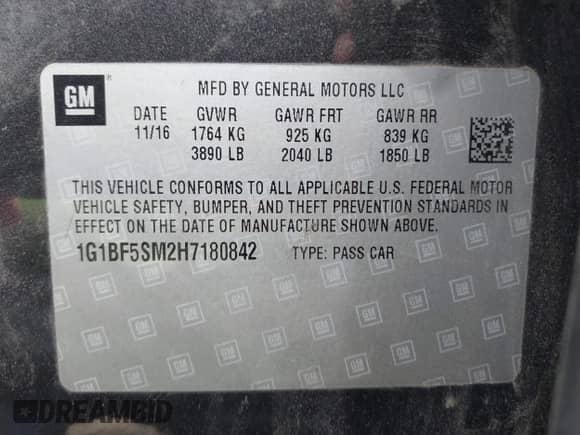 GM ®
MFD BY GENERAL MOTORS LLC
DATE GVWR GAWR FRT GAWR RR
11/16 1764 KG 925 KG 839 KG
3890 LB 2040 LB 1850 LB
THIS VEHICLE CONFORMS TO ALL APPLICABLE U.S. FEDERAL MOTOR
VEHICLE SAFETY, BUMPER, AND THEFT PREVENTION STANDARDS IN
EFFECT ON THE DATE OF MANUFACTURE SHOWN ABOVE.
1G1BF5SM2H7180842 TYPE: PASS CAR
DREAMBID